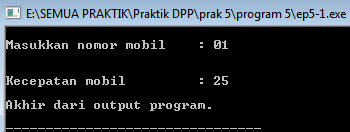 E:\SEMUA PRAKTIK\Praktik DPP\prak 5\program 5\ep5-1.exe
Masukkan nomor mobil : 01
Kecepatan mobil : 25
Akhir dari output program.
--------------------------------